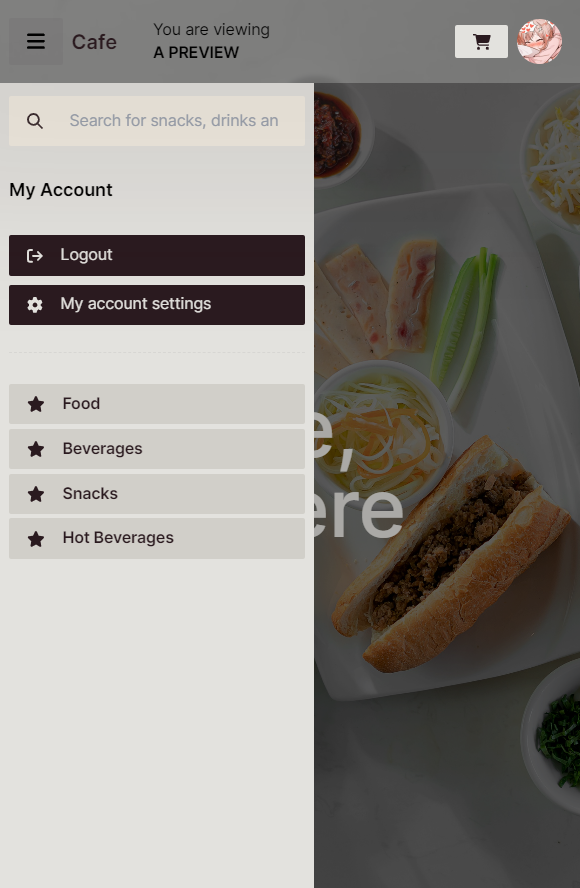 Cafe
You are viewing
A PREVIEW
Search for snacks, drinks an
My Account
Logout
My account settings
Food
Beverages
Snacks
Hot Beverages
e,
ere